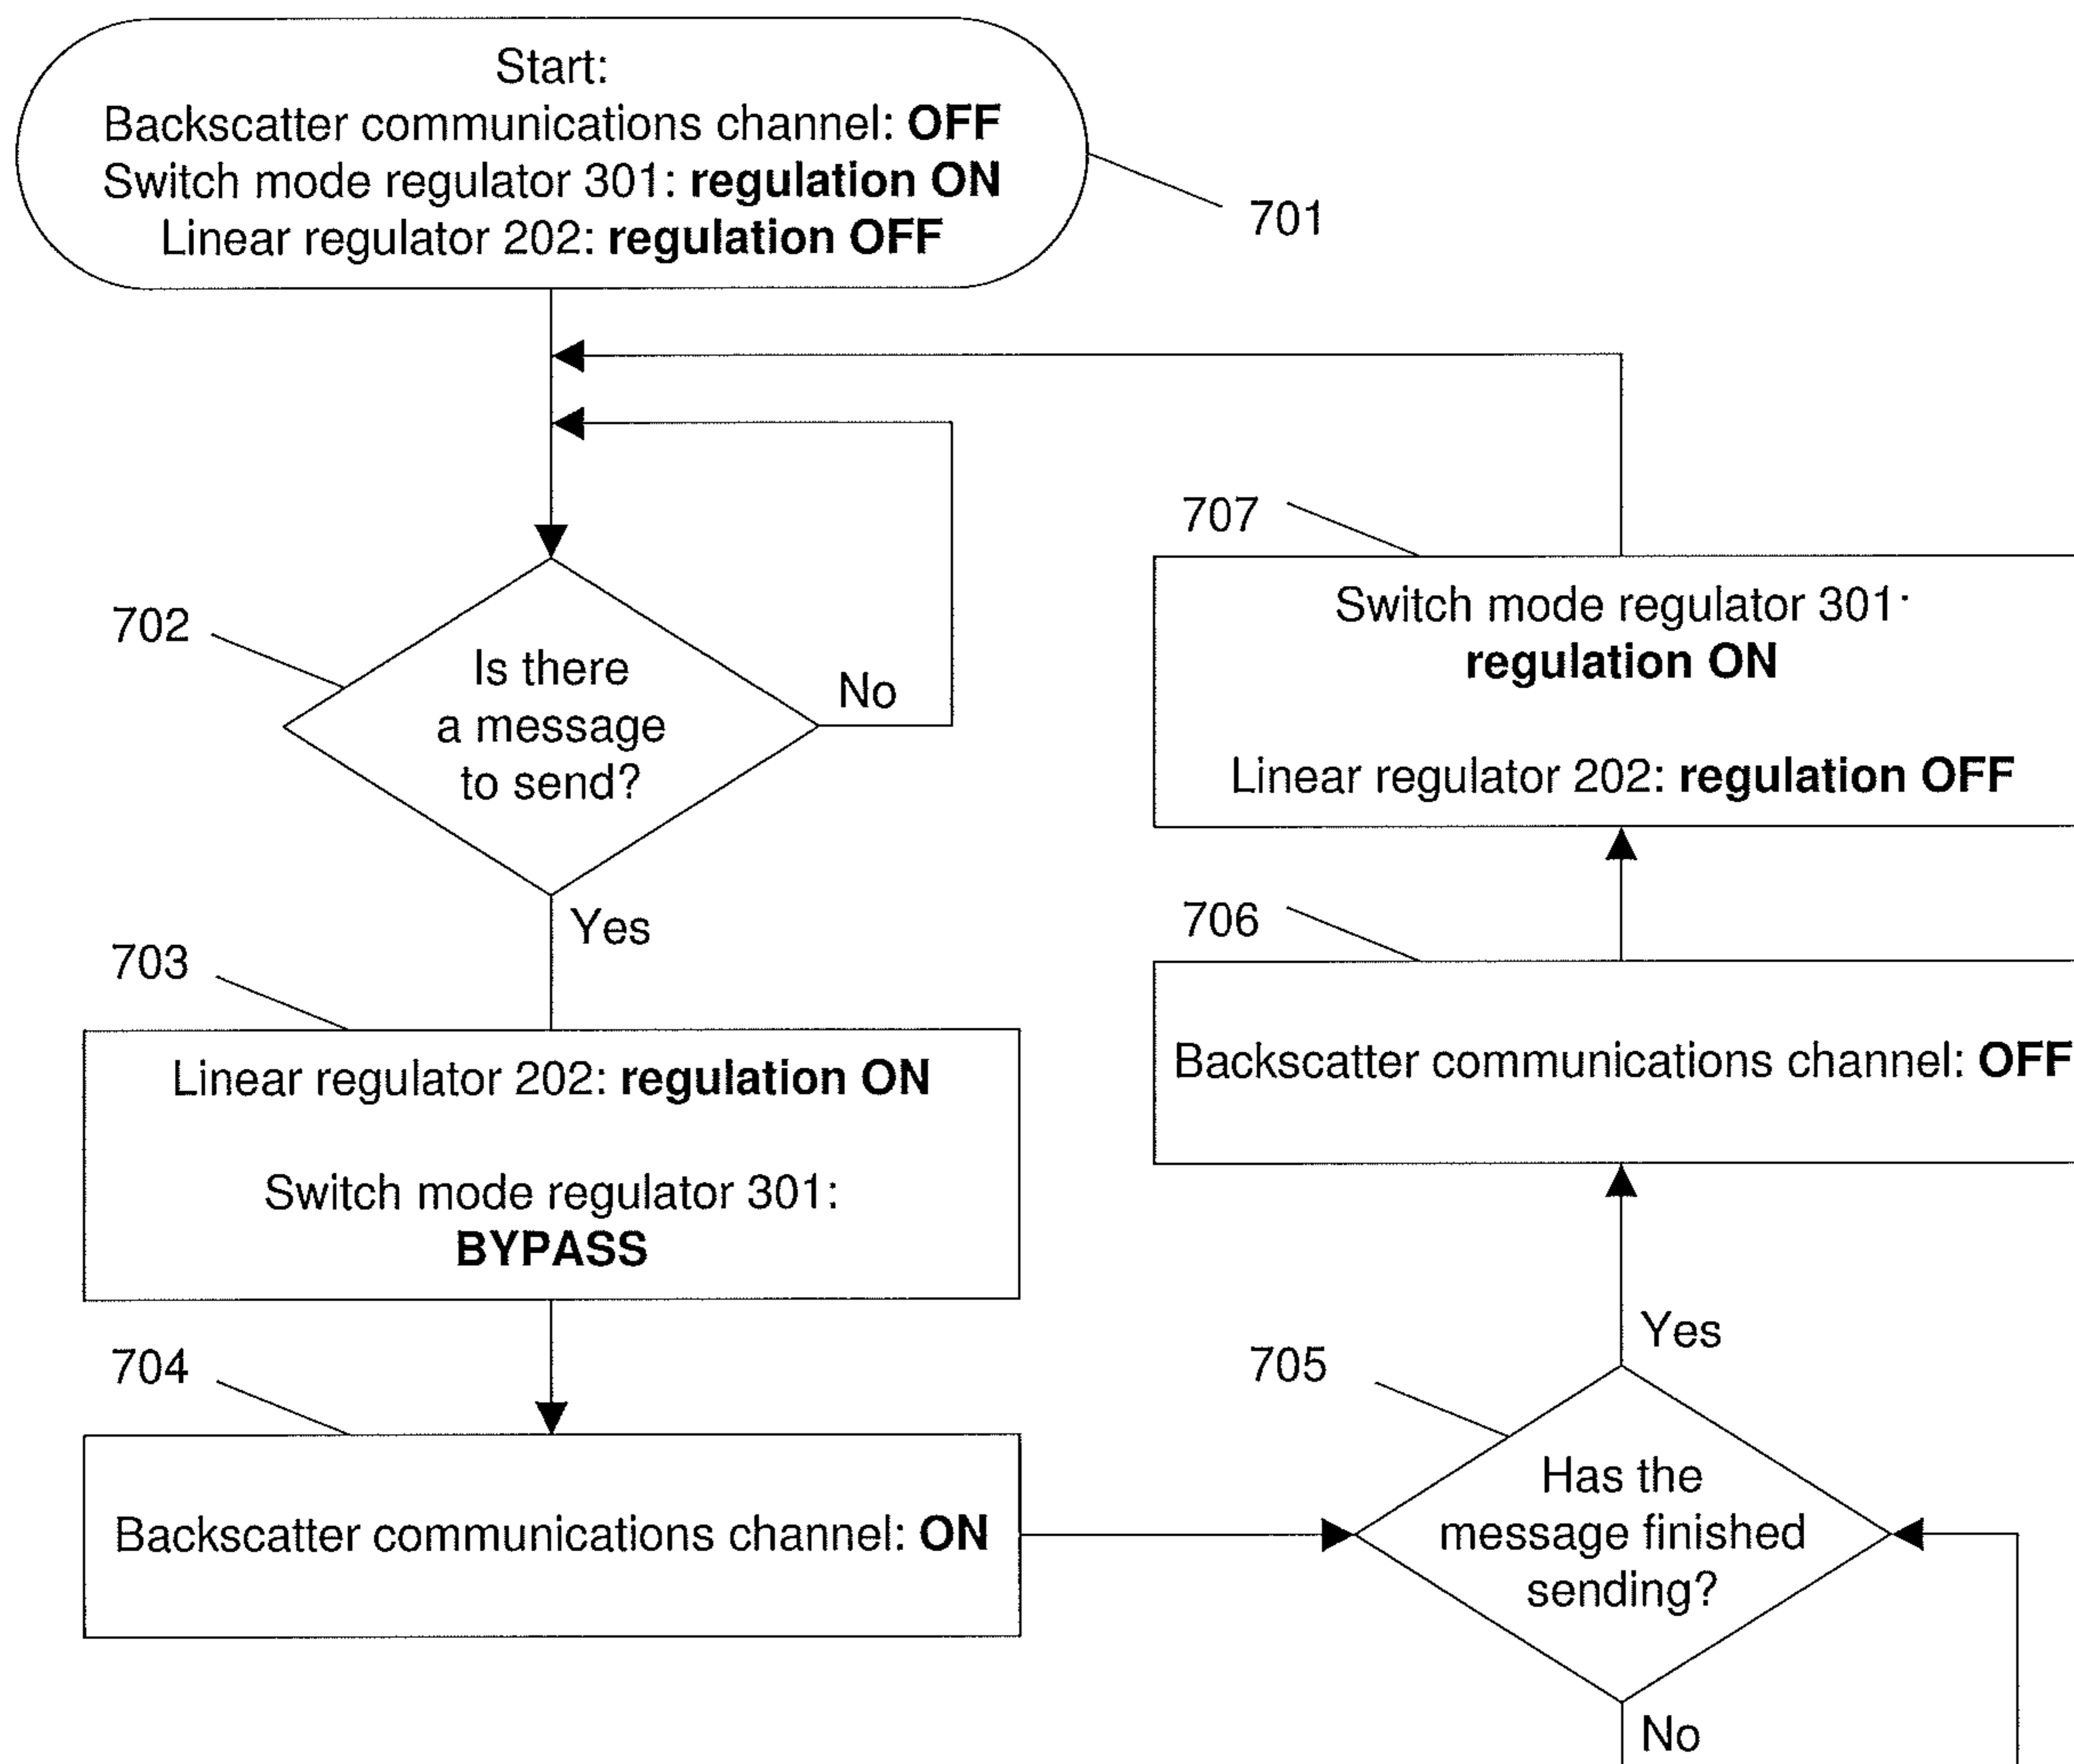 Start:
Backscatter communications channel: OFF
Switch mode regulator 301: regulation ON
Linear regulator 202: regulation OFF
701
702
Is there
a message
to send?
No
Yes
703
Linear regulator 202: regulation ON
Switch mode regulator 301:
BYPASS
704
Backscatter communications channel: ON
705
Has the
message finished
sending?
No
Yes
706
Backscatter communications channel: OFF
707
Switch mode regulator 301:
regulation ON
Linear regulator 202: regulation OFF